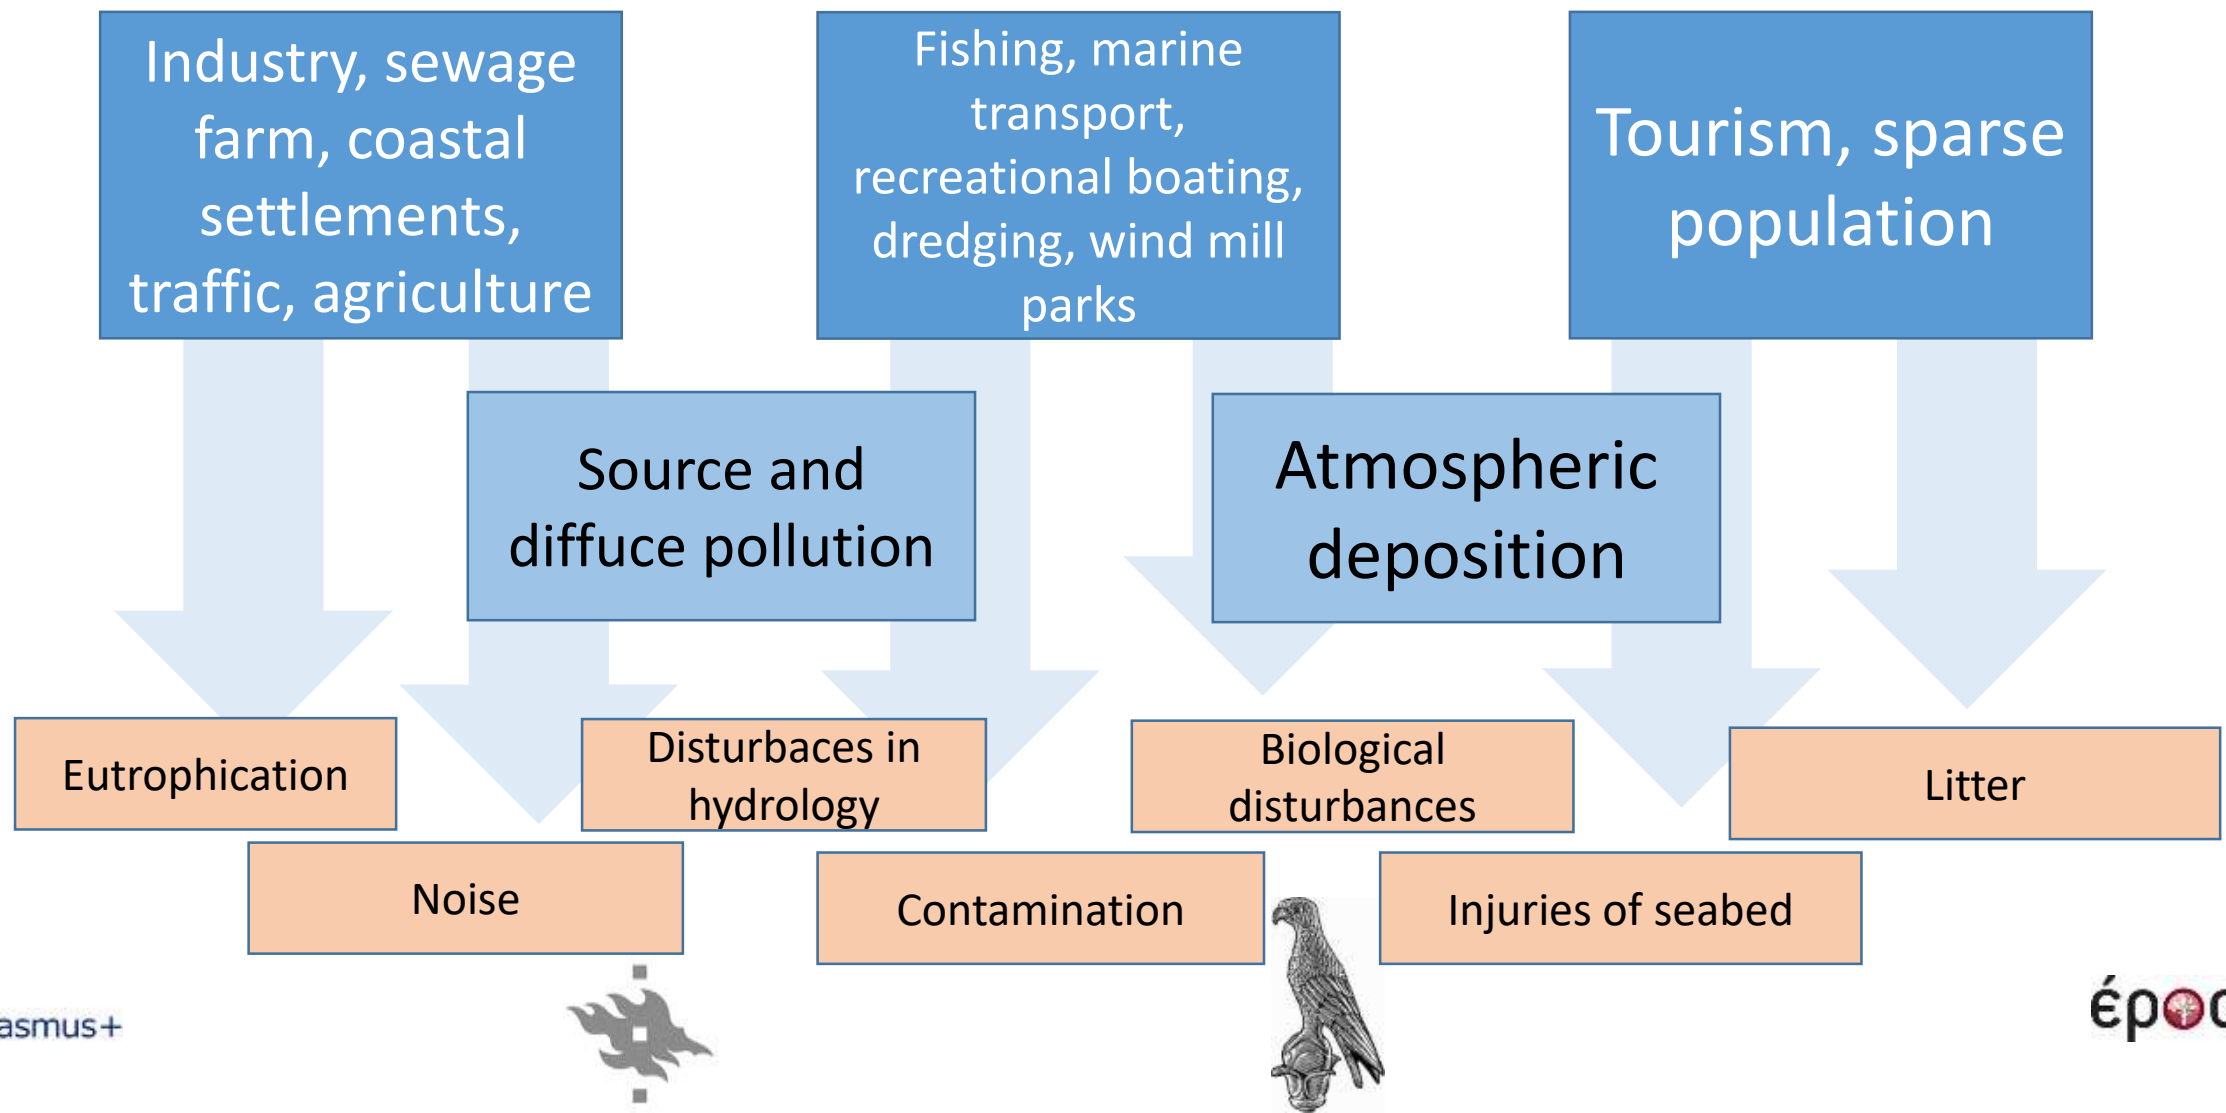 Industry, sewage
farm, coastal
settlements,
traffic, agriculture
Fishing, marine
transport,
recreational boating,
dredging, wind mill
parks
Tourism, sparse
population
Source and
diffuce pollution
Atmospheric
deposition
Eutrophication
Disturbaces in
hydrology
Biological
disturbances
Litter
Noise
Contamination
Injuries of seabed
asmus+